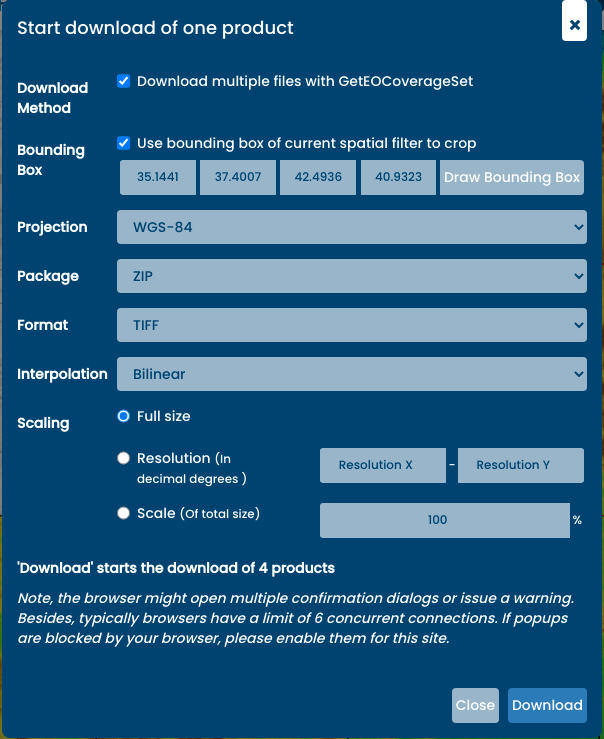 Start download of one product
×
Download Method
Download multiple files with GetEOCoverageSet
Bounding Box
Use bounding box of current spatial filter to crop
35.1441 37.4007 42.4936 40.9323 Draw Bounding Box
Projection WGS-84
Package ZIP
Format TIFF
Interpolation Bilinear
Scaling
Full size
Resolution (In
decimal degrees )
Resolution X - Resolution Y
Scale (Of total size) 100 %
'Download' starts the download of 4 products
Note, the browser might open multiple confirmation dialogs or issue a warning.
Besides, typically browsers have a limit of 6 concurrent connections. If popups
are blocked by your browser, please enable them for this site.
Close Download